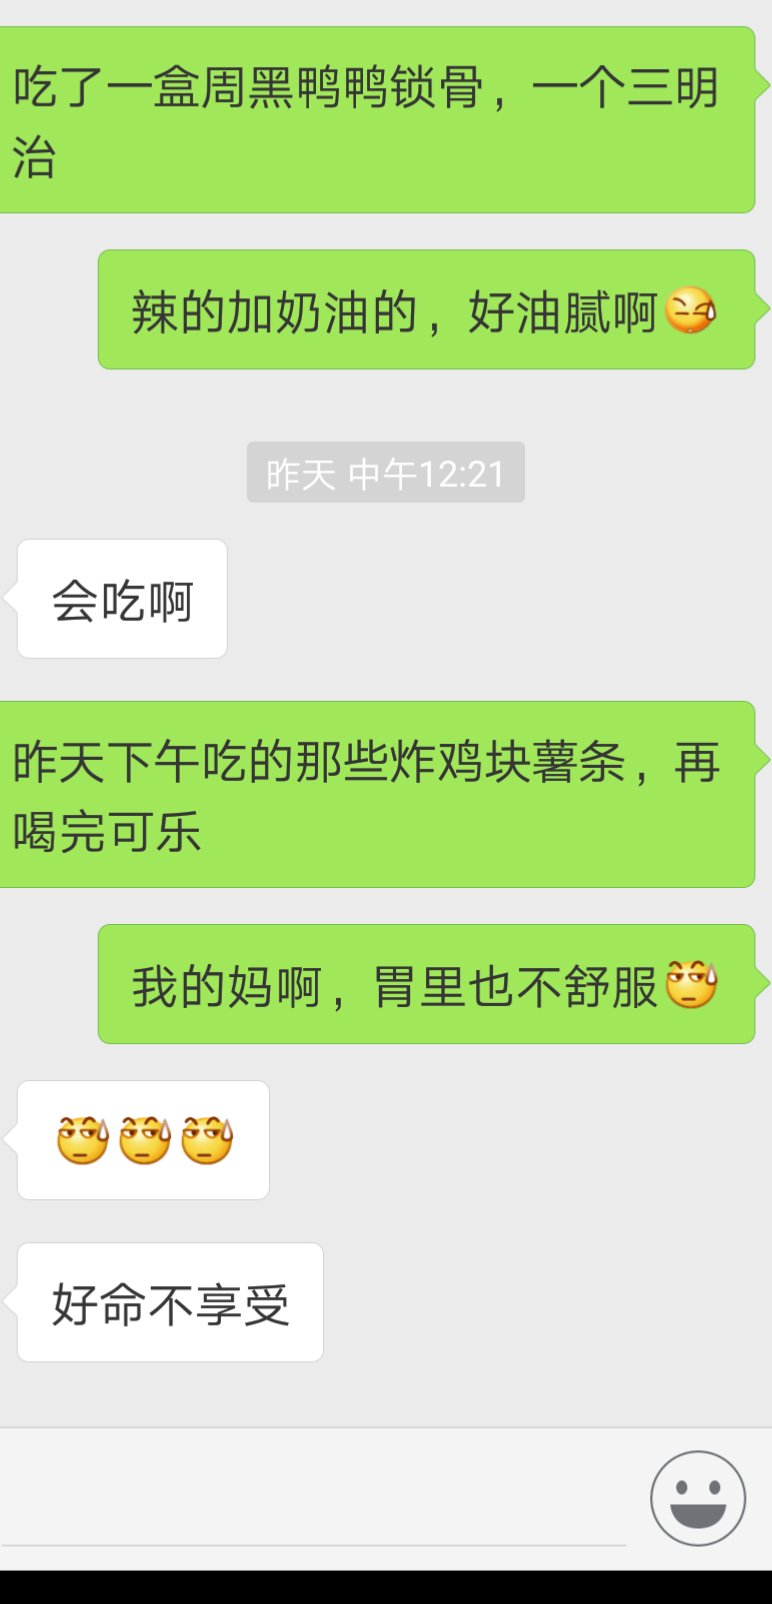 吃了一盒周黑鸭鸭锁骨，一个三明
治
辣的加奶油的，好油腻啊
昨天 中午12:21
会吃啊
昨天下午吃的那些炸鸡块薯条，再
喝完可乐
我的妈啊，胃里也不舒服
好命不享受